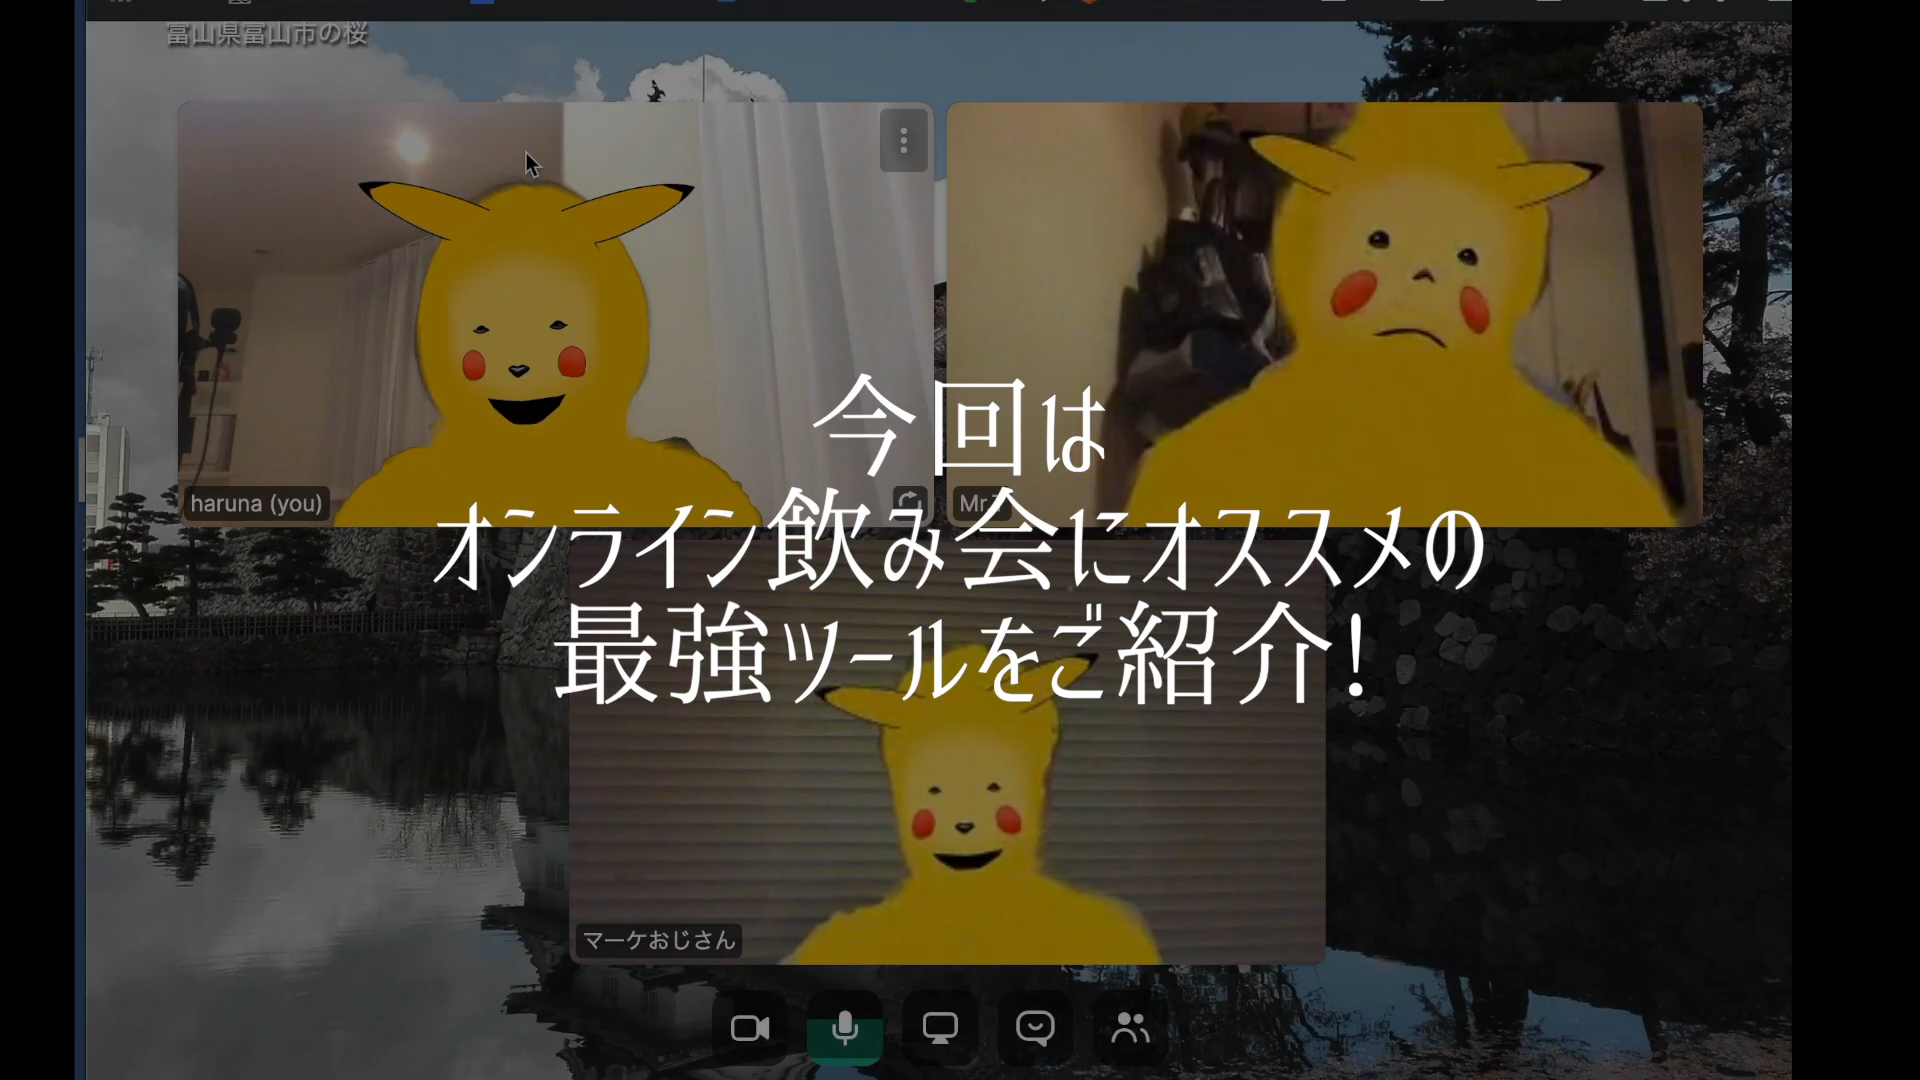 富山県富山市の桜
haruna (you)
今回は
オンライン飲み会にオススメの
最強ツールをご紹介!
マーケおじさん